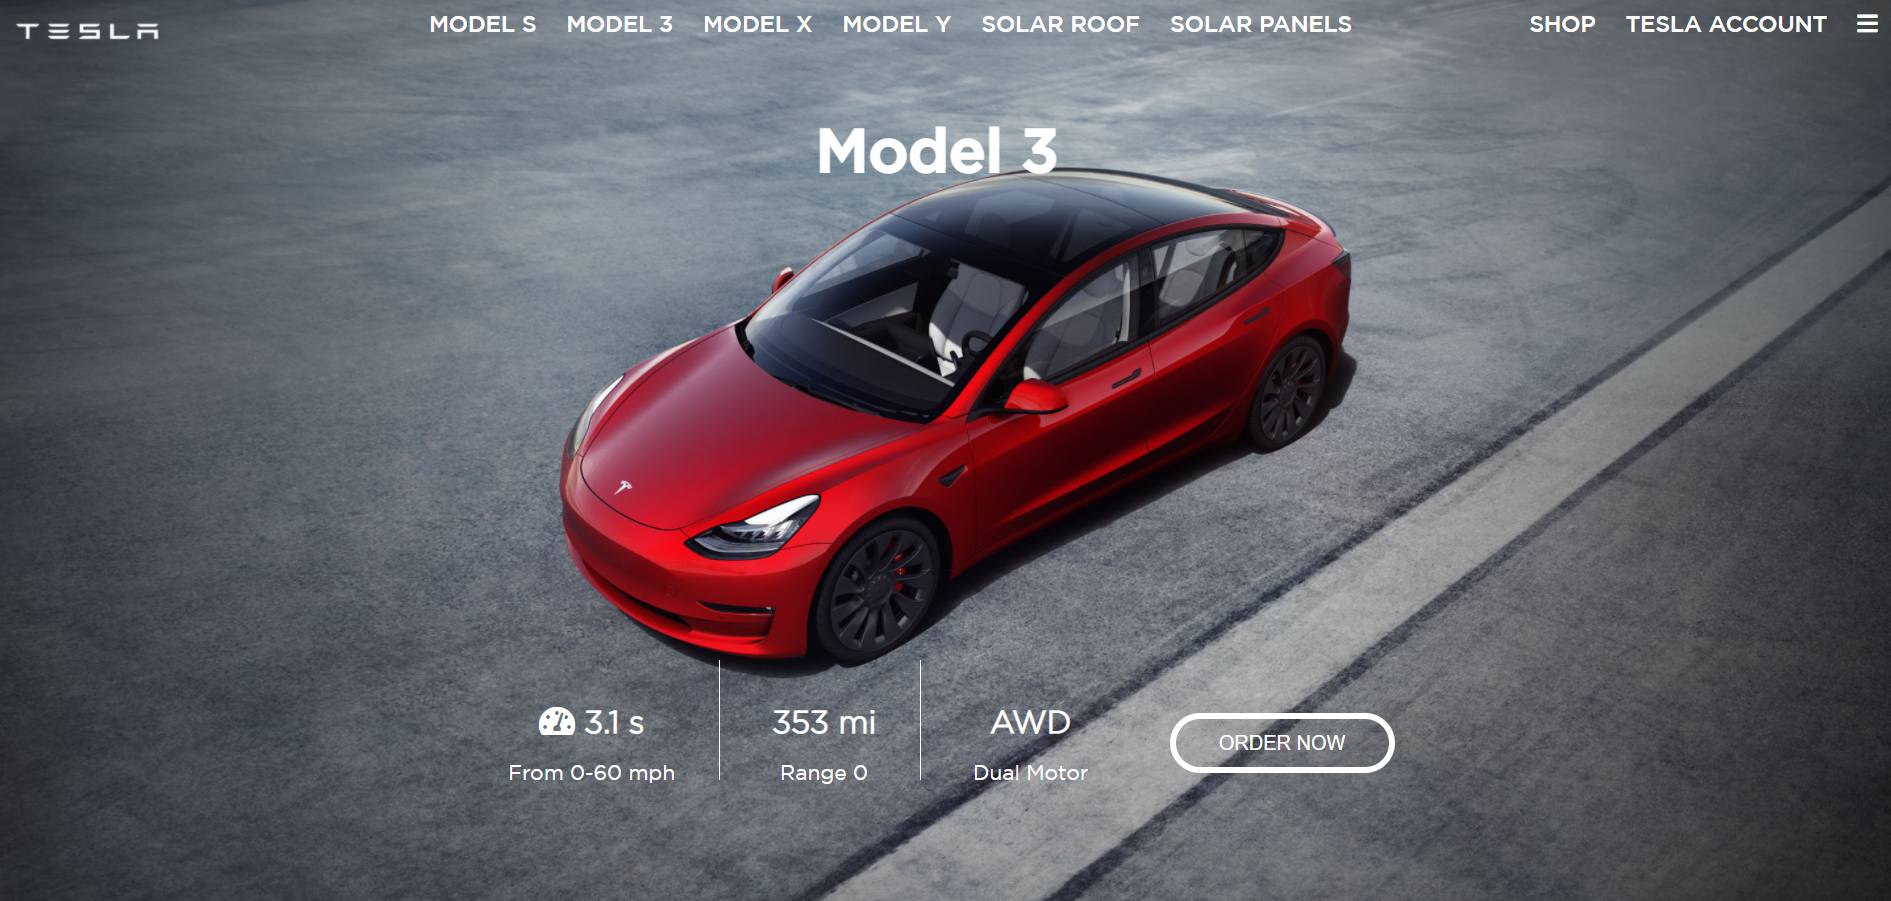 TESLA
MODEL S MODEL 3 MODEL X MODEL Y SOLAR ROOF SOLAR PANELS SHOP TESLA ACCOUNT
Model 3
3.1 s 353 mi AWD
ORDER NOW
From 0-60 mph Range 0 Dual Motor